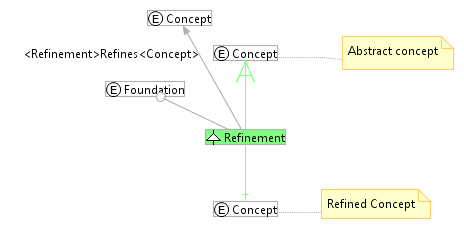 Ⓔ Concept
<Refinement>Refines<Concept>
Ⓔ Concept
Abstract concept
Ⓔ Foundation
Refinement
Ⓔ Concept
Refined Concept